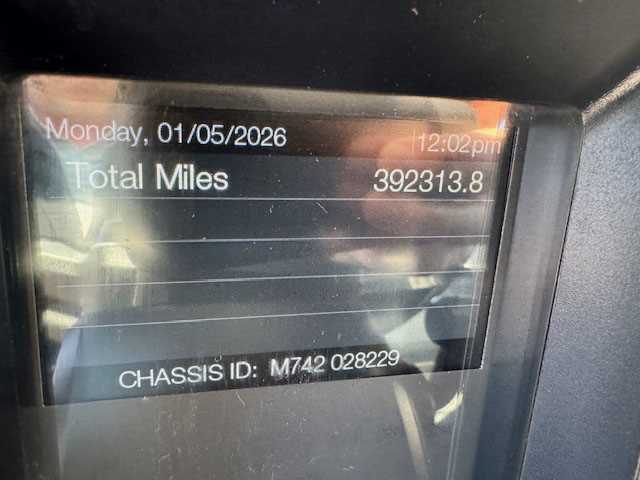 Monday, 01/05/2026 12:02pm
Total Miles 392313.8
CHASSIS ID: M742 028229